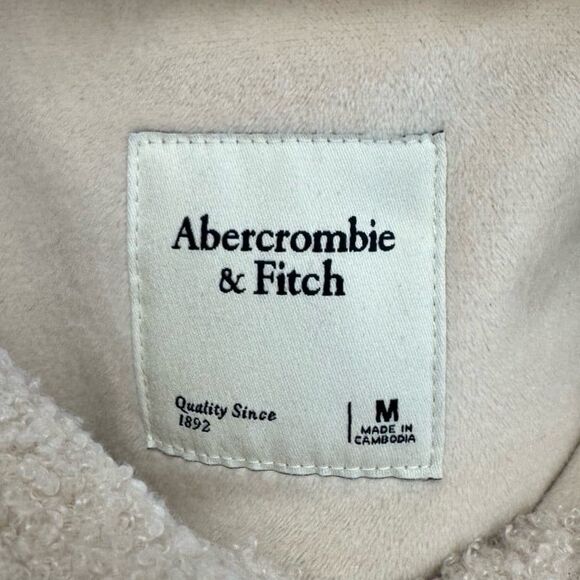 Abercrombie
& Fitch
Quality Since
1892
M
MADE IN
CAMBODIA